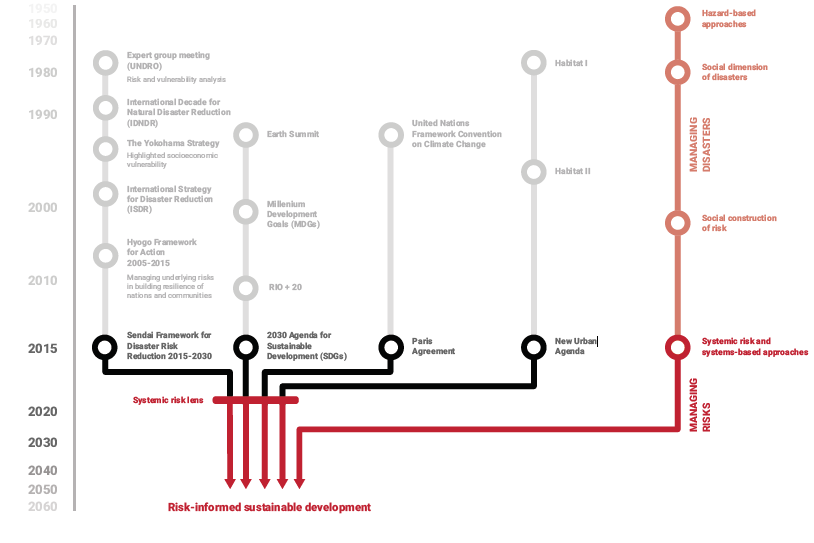 1950
1960
1970
1980
1990
2000
2010
2015
2020
2030
2040
2050
2060
Expert group meeting
(UNDRO)
Risk and vulnerability analysts
International Decade for
Natural Disaster Reduction
(IDNDR)
The Yokohama Strategy
Highlighted socioeconomic
vulnerability
International Strategy
for Disaster Reduction
(ISDR)
Hyogo Framework
for Action
2005-2015
Managing underlying risks
in building resilience of
nations and communities
Sendai Framework for
Disaster Risk
Reduction 2015-2030
Earth Summit
Millenium
Development
Goals (MDGs)
RIO + 20
2030 Agenda for
Sustainable
Development (SDGs)
United Nations
Framework Convention
on Climate Change
Paris
Agreement
Habitat I
Habitat II
New Urban
Agenda
Hazard-based
approaches
Social dimension
of disasters
MANAGING
DISASTERS
Social construction
of risk
Systemic risk and
systems-based approaches
MANAGING
RISKS
Systemic risk lens
Risk-informed sustainable development